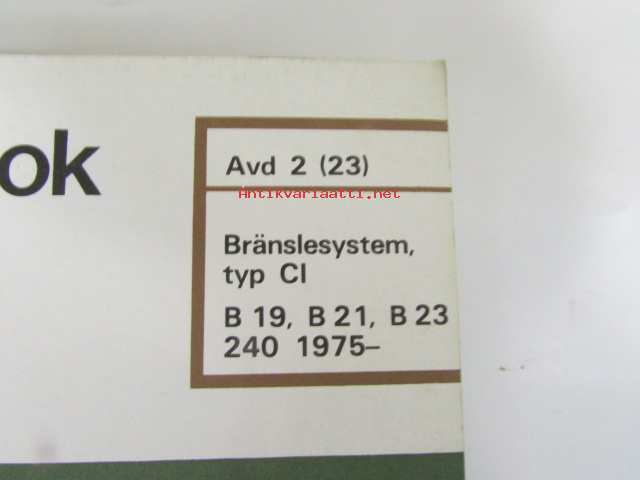 ok
Avd 2 (23)
Antikvariaatti.net
Bränslesystem,
typ CI
B 19, B 21, B 23
240 1975–